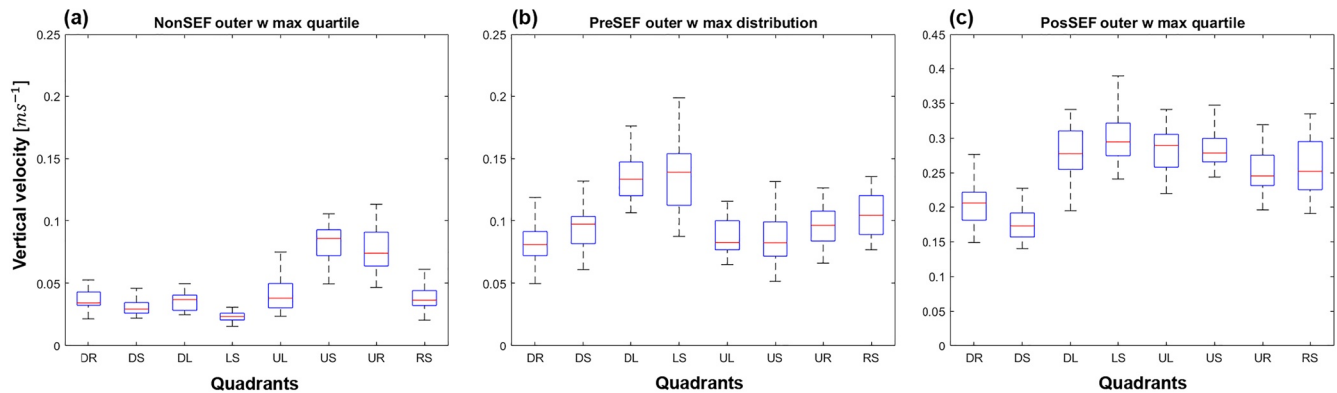 (a)
NonSEF outer w max quartile
Vertical velocity [ms⁻¹]
0.25
0.2
0.15
0.1
0.05
0
DR DS DL LS UL US UR RS
Quadrants
(b)
PreSEF outer w max distribution
0.25
0.2
0.15
0.1
0.05
0
DR DS DL LS UL US UR RS
Quadrants
(c)
PosSEF outer w max quartile
0.45
0.4
0.35
0.3
0.25
0.2
0.15
0.1
0.05
0
DR DS DL LS UL US UR RS
Quadrants